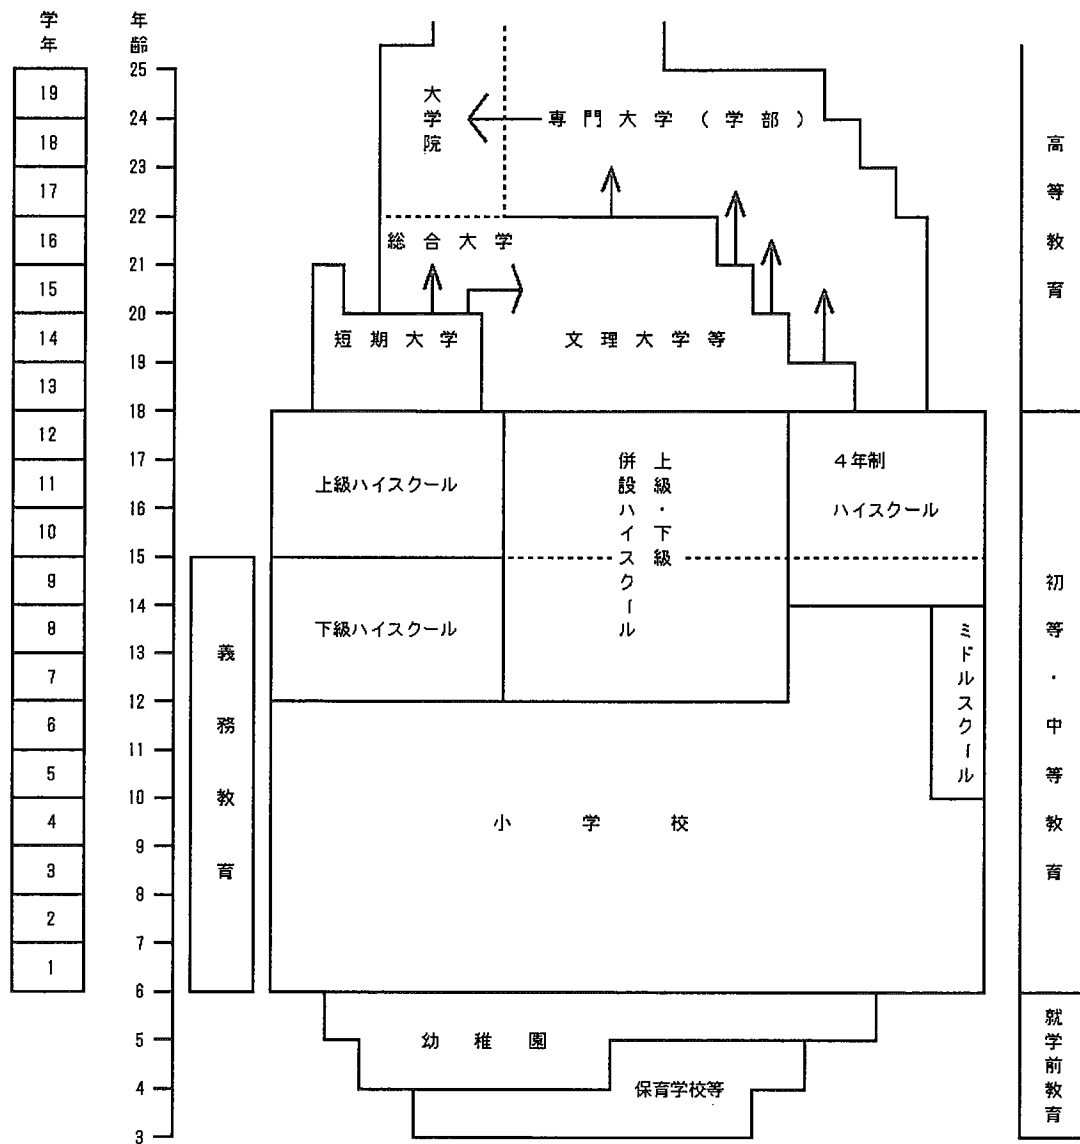 学年
年齢
25
19
24
18
23
17
22
16
21
15
20
14
19
13
18
12
17
11
16
10
15
9
14
8
13
7
12
6
11
5
10
4
9
3
8
2
7
1
6
5
4
3
義務教育
大学院
専門大学(学部)
総合大学
短期大学
文理大学等
上級ハイスクール
上級・下級
併設ハイスクール
4年制
ハイスクール
下級ハイスクール
ミドルスクール
小学校
幼稚園
保育学校等
高等教育
初等・中等教育
就学前教育